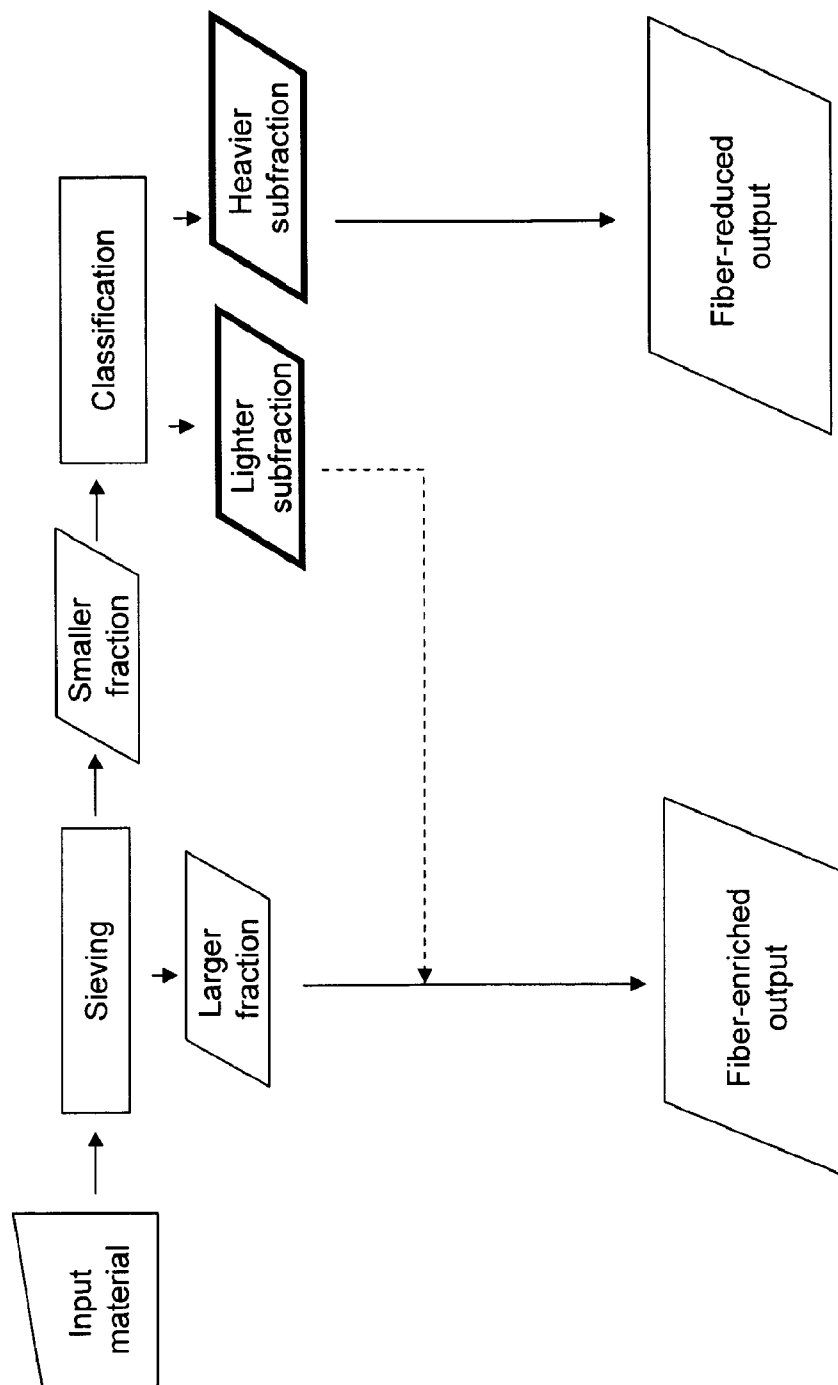 Input
material
Sieving
Larger
fraction
Smaller
fraction
Classification
Lighter
subfraction
Heavier
subfraction
Fiber-enriched
output
Fiber-reduced
output